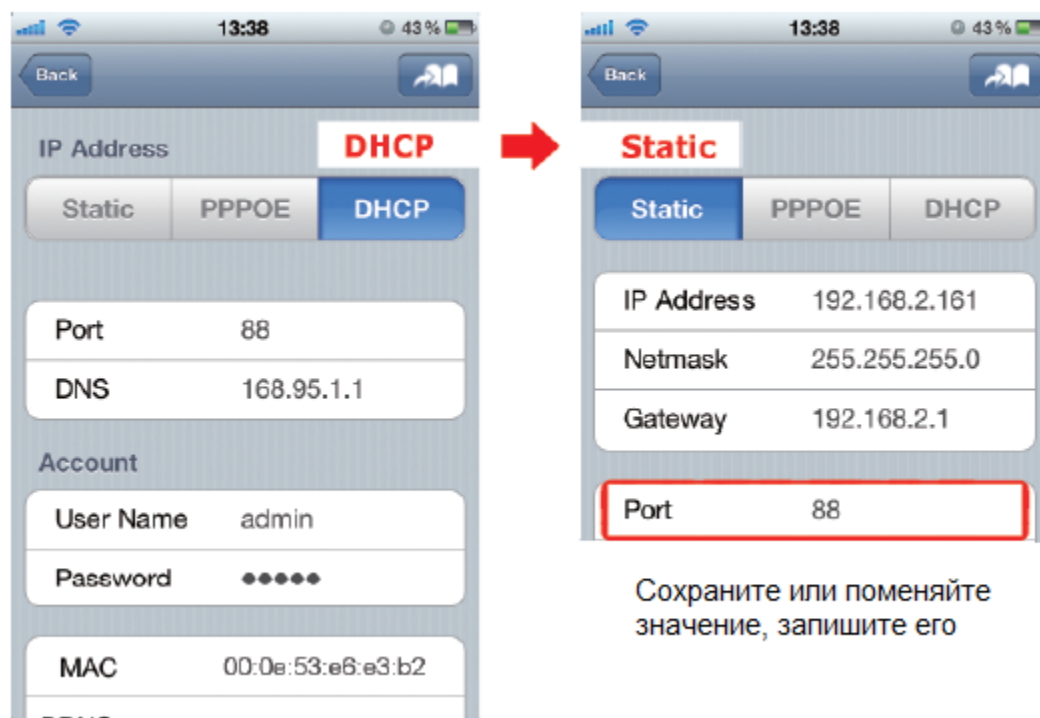 13:38
43%
Back
IP Address
DHCP
Static PPPOE DHCP
Port 88
DNS 168.95.1.1
Account
User Name admin
Password •••••
MAC 00:0e:53:e6:e3:b2
13:38
43%
Back
Static
Static PPPOE DHCP
IP Address 192.168.2.161
Netmask 255.255.255.0
Gateway 192.168.2.1
Port 88
Сохраните или поменяйте
значение, запишите его